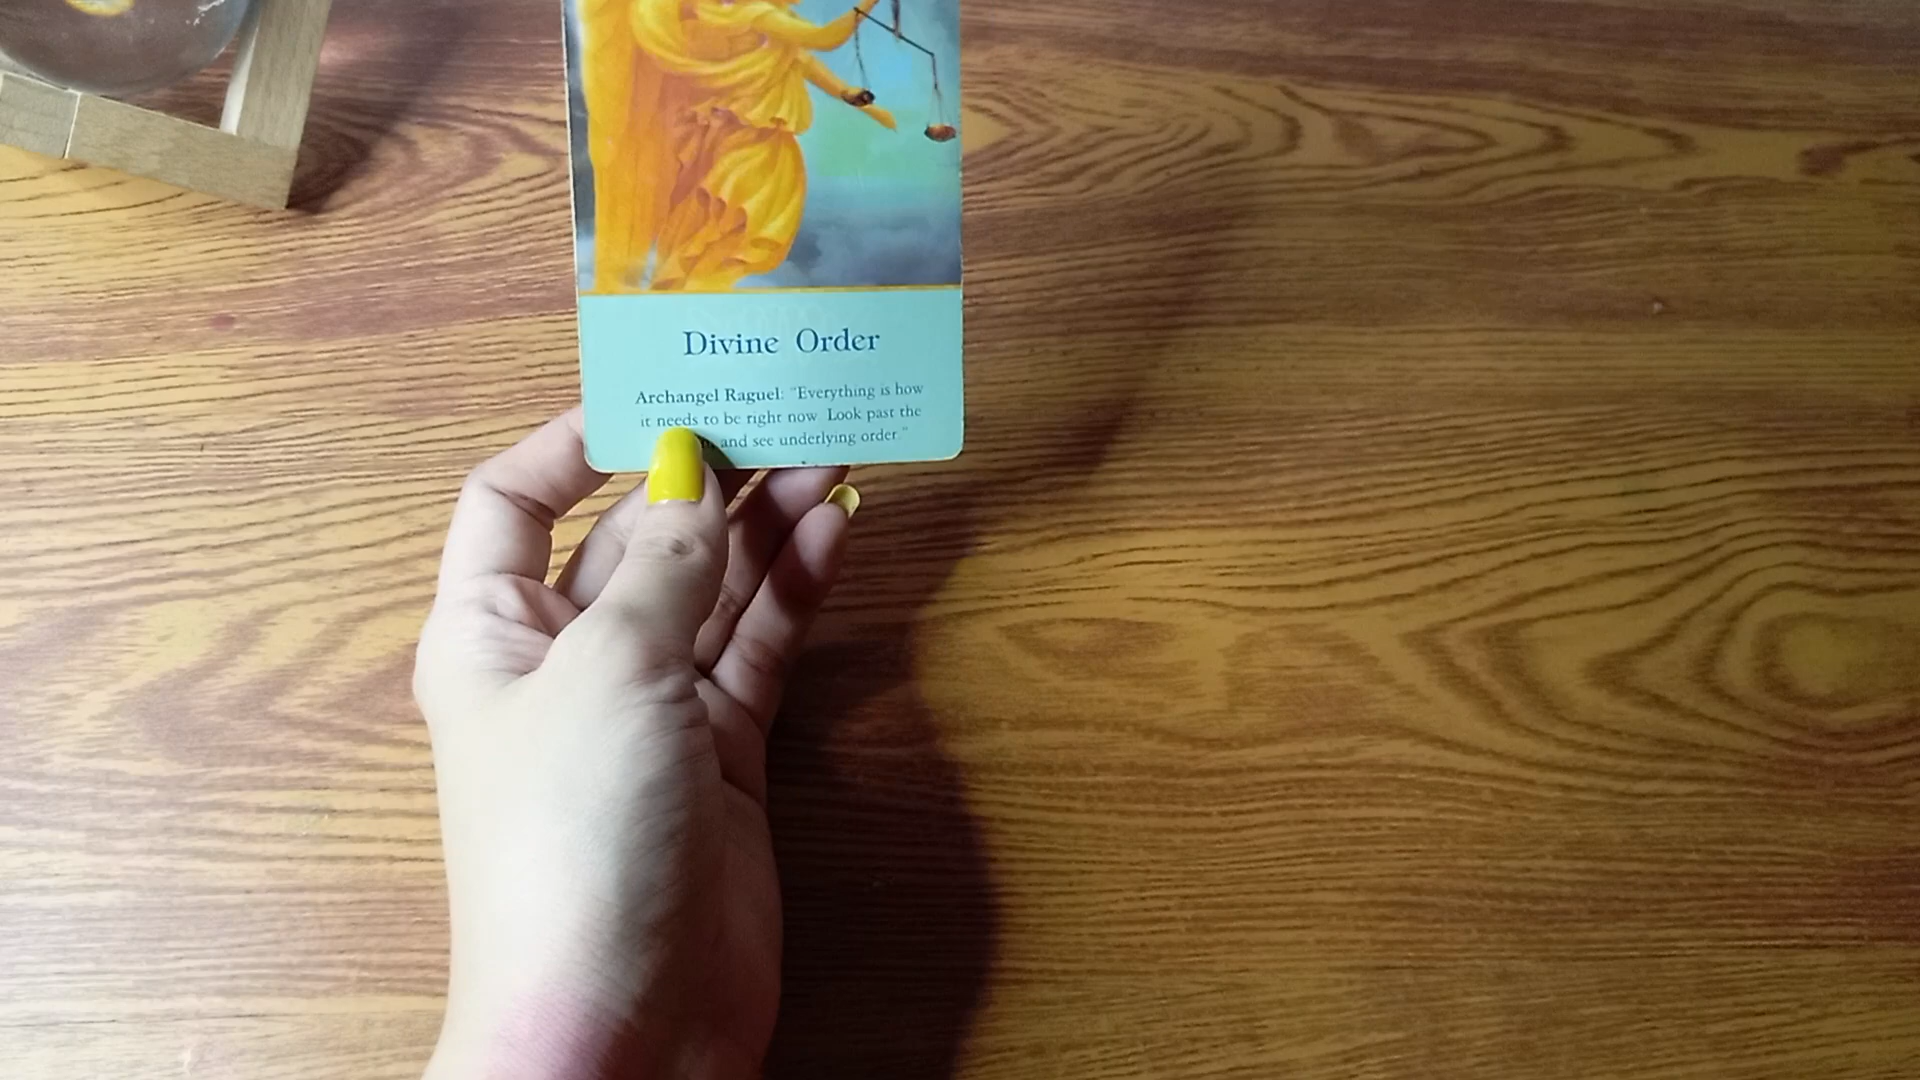 Divine Order
Archangel Raguel: "Everything is how
it needs to be right now Look past the
and see underlying order."